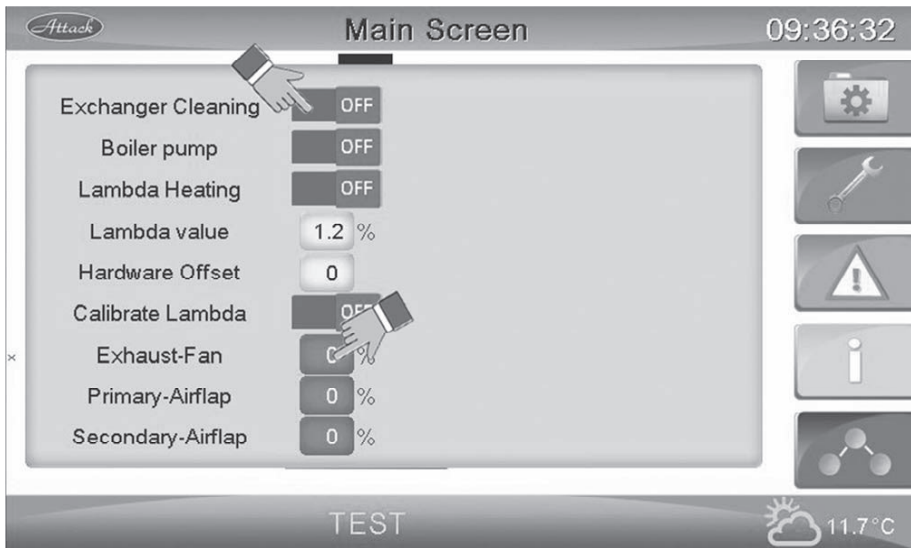 Attack
Main Screen
09:36:32
Exchanger Cleaning OFF
Boiler pump OFF
Lambda Heating OFF
Lambda value 1.2 %
Hardware Offset 0
Calibrate Lambda
Exhaust-Fan %
Primary-Airflap 0 %
Secondary-Airflap 0 %
x
TEST
11.7°C